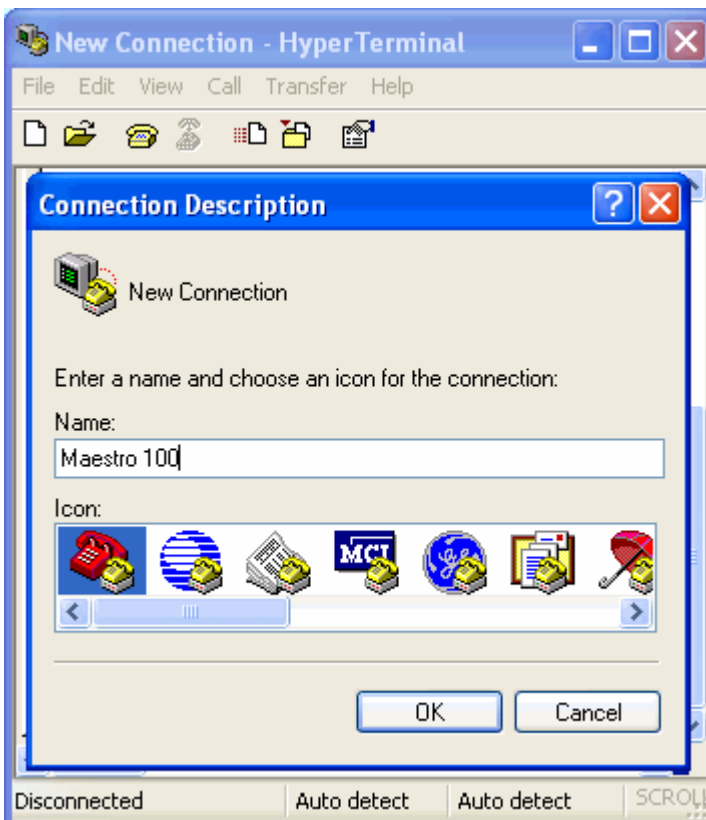 New Connection - HyperTerminal
File Edit View Call Transfer Help
Connection Description
New Connection
Enter a name and choose an icon for the connection:
Name:
Maestro 100
Icon:
MCI
OK Cancel
Disconnected Auto detect Auto detect SCROLL